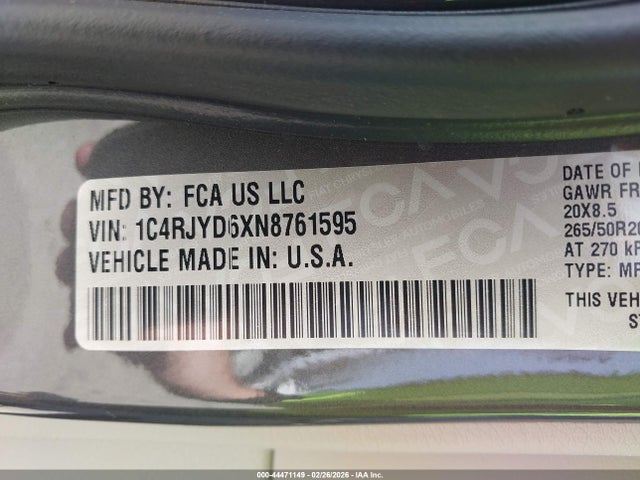 MFD BY: FCA US LLC
VIN: 1C4RJYD6XN8761595
VEHICLE MADE IN: U.S.A.
DATE OF
GAWR FR
20X8.5
265/50R20
AT 270 kP
TYPE: MP
THIS VEH
000-44471149 02/26/2026 - IAA Inc.